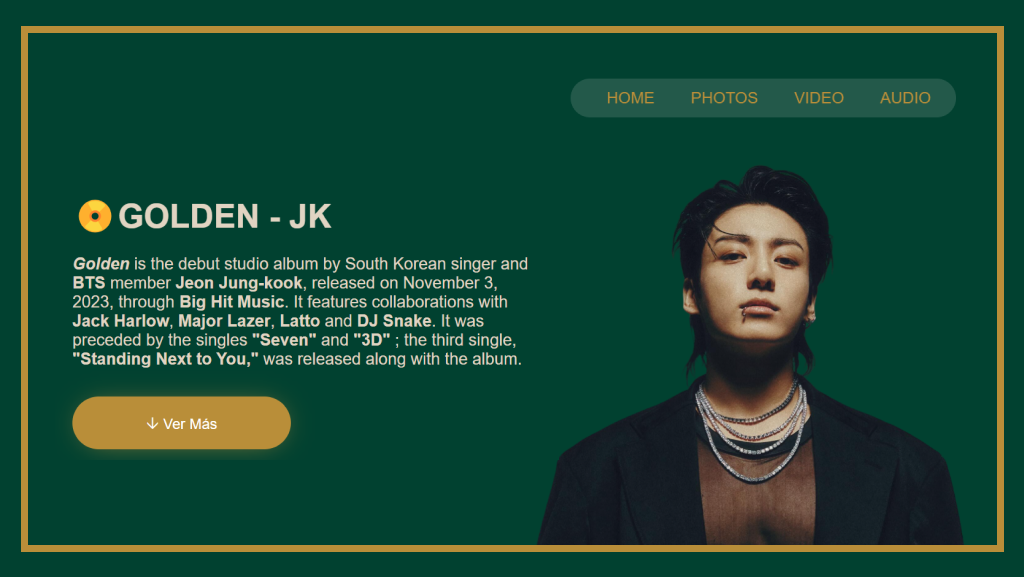 HOME PHOTOS VIDEO AUDIO
GOLDEN - JK
Golden is the debut studio album by South Korean singer and
BTS member Jeon Jung-kook, released on November 3,
2023, through Big Hit Music. It features collaborations with
Jack Harlow, Major Lazer, Latto and DJ Snake. It was
preceded by the singles "Seven" and "3D" ; the third single,
"Standing Next to You," was released along with the album.
↓ Ver Más